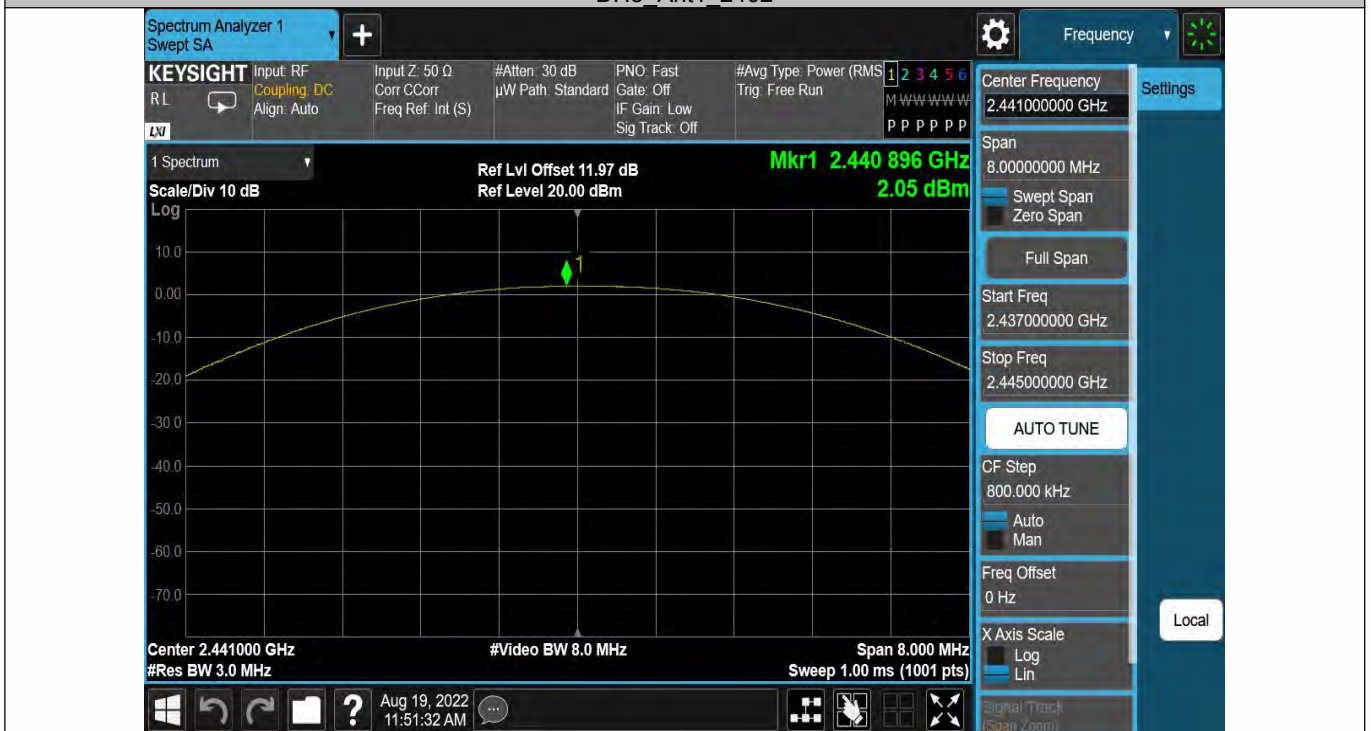 Spectrum Analyzer 1
Swept SA
Frequency
KEYSIGHT
RL
LXI
Input: RF
Coupling: DC
Align: Auto
Input Z: 50 Ω
Corr CCorr
Freq Ref: Int (S)
#Atten: 30 dB
µW Path: Standard
PNO: Fast
Gate: Off
IF Gain: Low
Sig Track: Off
#Avg Type: Power (RMS
Trig: Free Run
1 2 3 4 5 6
M W W W W W
P P P P P P
1 Spectrum
Scale/Div 10 dB
Log
Ref Lvl Offset 11.97 dB
Ref Level 20.00 dBm
Mkr1 2.440 896 GHz
2.05 dBm
1
10.0
0.00
-10.0
-20.0
-30.0
-40.0
-50.0
-60.0
-70.0
Center 2.441000 GHz
#Res BW 3.0 MHz
#Video BW 8.0 MHz
Span 8.000 MHz
Sweep 1.00 ms (1001 pts)
Center Frequency
2.441000000 GHz
Settings
Span
8.00000000 MHz
Swept Span
Zero Span
Full Span
Start Freq
2.437000000 GHz
Stop Freq
2.445000000 GHz
AUTO TUNE
CF Step
800.000 kHz
Auto
Man
Freq Offset
0 Hz
X Axis Scale
Log
Lin
Local
Signal Track
(Span Zoom)
?
Aug 19, 2022
11:51:32 AM